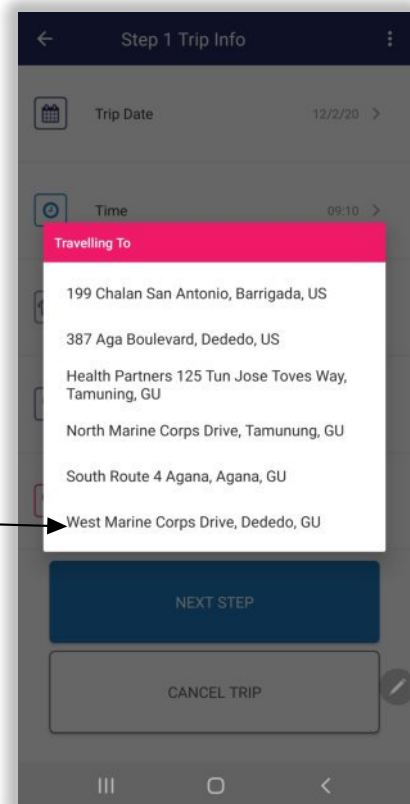 Step 1 Trip Info
Trip Date 12/2/20
Time 09:10
Travelling To
199 Chalan San Antonio, Barrigada, US
387 Aga Boulevard, Dededo, US
Health Partners 125 Tun Jose Toves Way,
Tamuning, GU
North Marine Corps Drive, Tamunung, GU
South Route 4 Agana, Agana, GU
West Marine Corps Drive, Dededo, GU
NEXT STEP
CANCEL TRIP